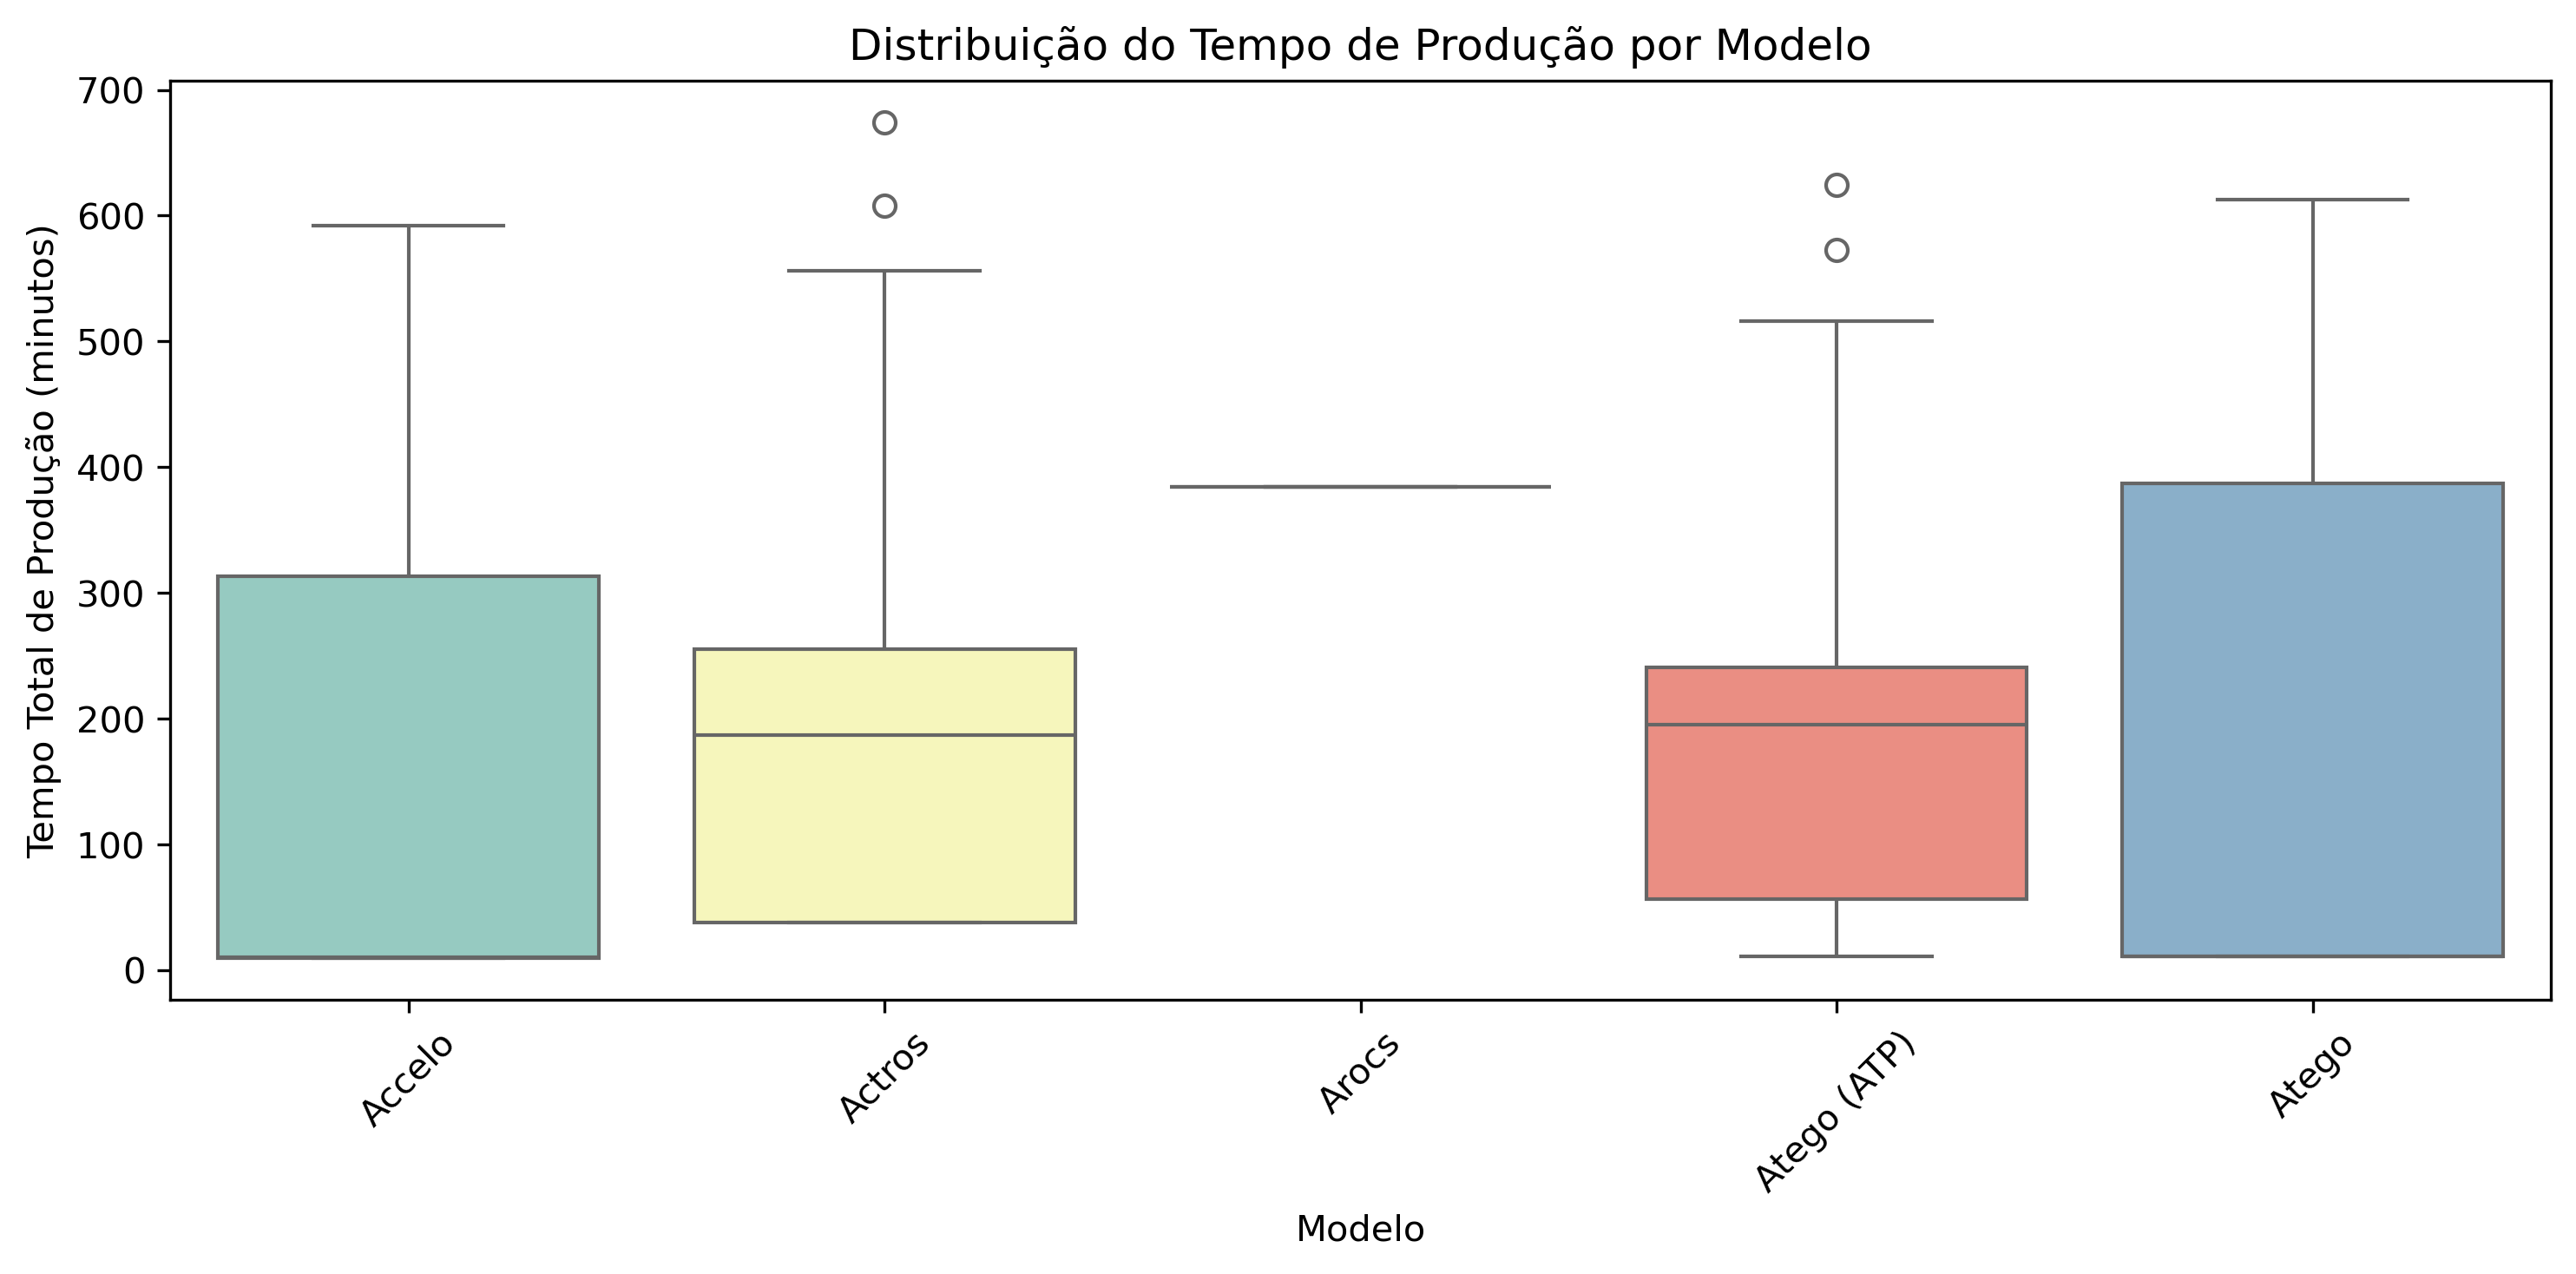 Distribuição do Tempo de Produção por Modelo
Tempo Total de Produção (minutos)
700
600
500
400
300
200
100
0
Accelo
Actros
Arocs
Atego (ATP)
Atego
Modelo